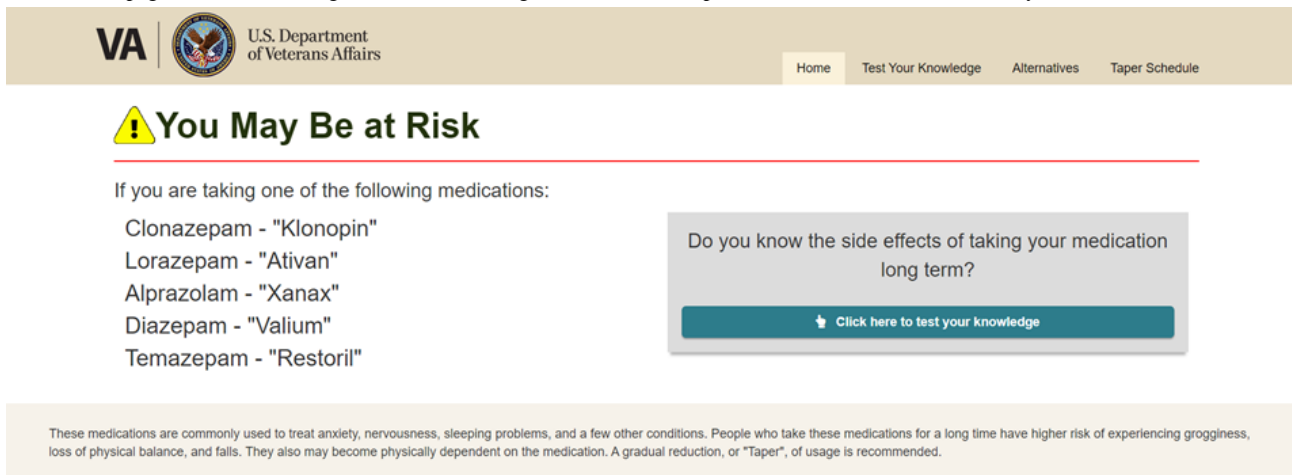 VA
U.S. Department
of Veterans Affairs
Home Test Your Knowledge Alternatives Taper Schedule
You May Be at Risk
If you are taking one of the following medications:
Clonazepam - "Klonopin"
Lorazepam - "Ativan"
Alprazolam - "Xanax"
Diazepam - "Valium"
Temazepam - "Restoril"
Do you know the side effects of taking your medication
long term?
Click here to test your knowledge
These medications are commonly used to treat anxiety, nervousness, sleeping problems, and a few other conditions. People who take these medications for a long time have higher risk of experiencing grogginess,
loss of physical balance, and falls. They also may become physically dependent on the medication. A gradual reduction, or "Taper", of usage is recommended.